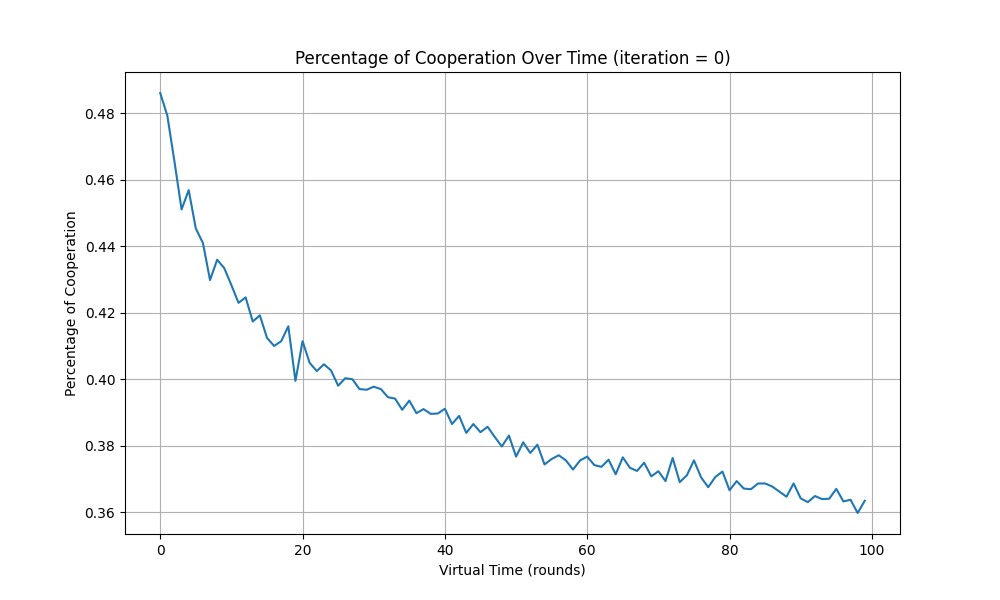 Percentage of Cooperation Over Time (iteration = 0)
Percentage of Cooperation
0.48
0.46
0.44
0.42
0.40
0.38
0.36
0 20 40 60 80 100
Virtual Time (rounds)